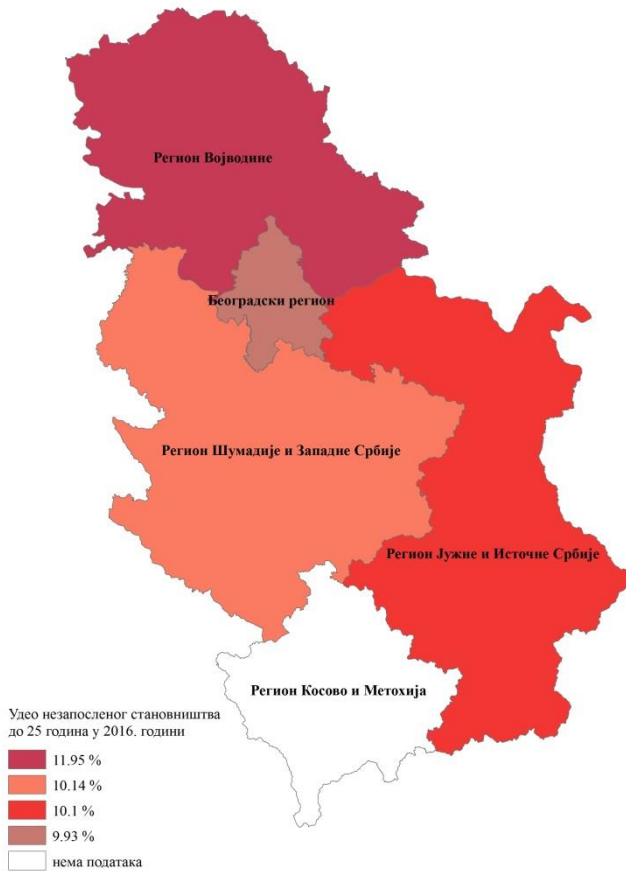 Регион Војводине
Београдски регион
Регион Шумадије и Западне Србије
Регион Јужне и Источне Србије
Регион Косово и Метохија
Удео незапосленог становништва
до 25 година у 2016. години
11.95 %
10.14 %
10.1 %
9.93 %
нема података